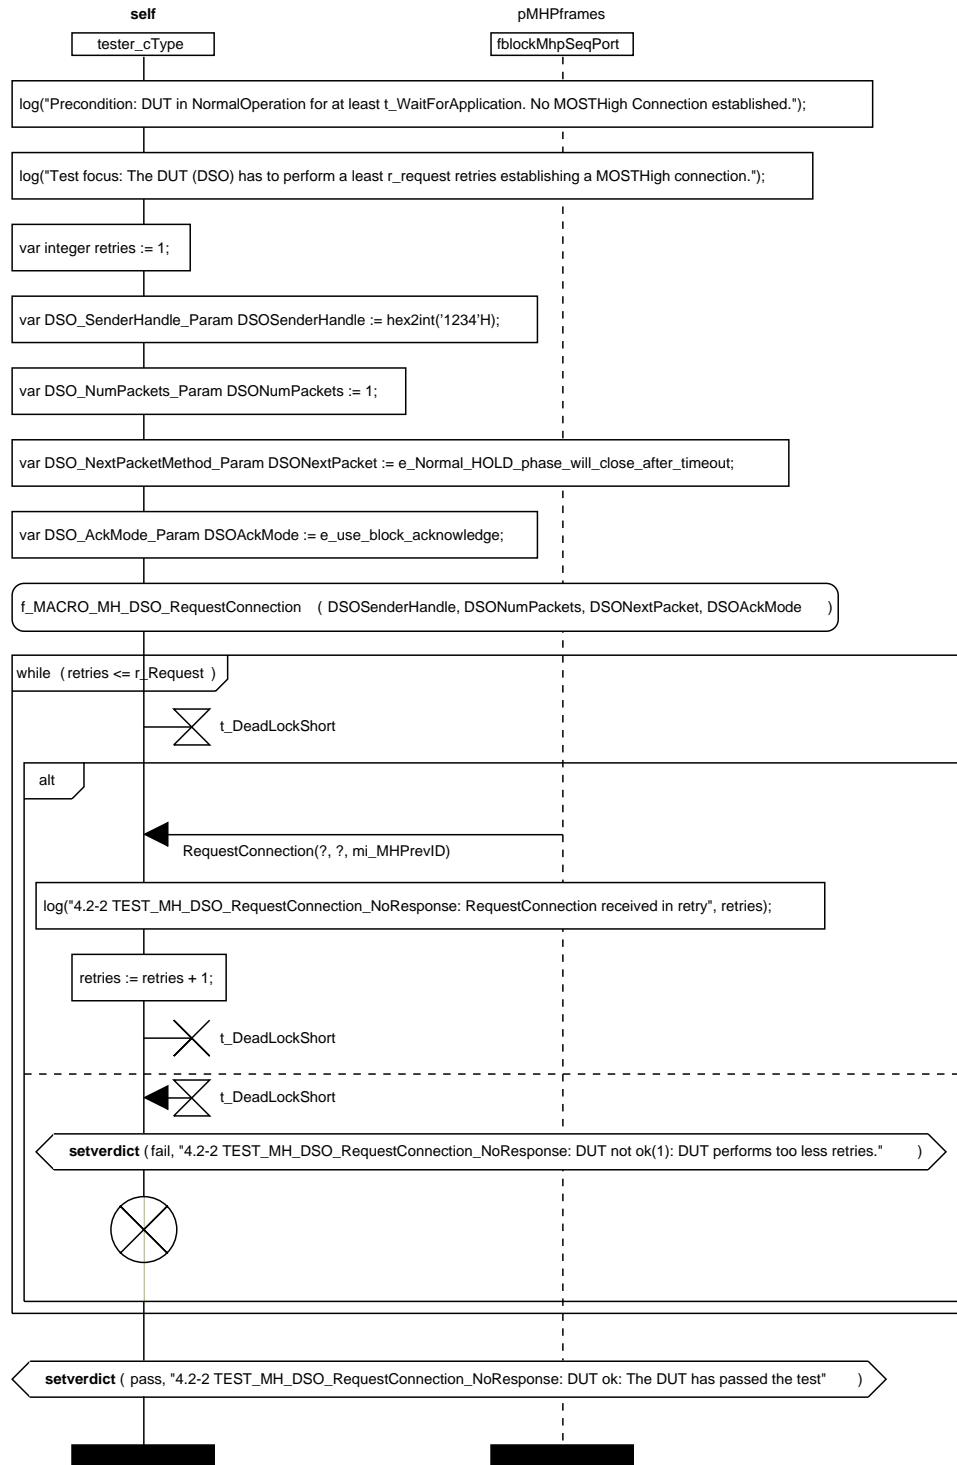 self pMHPframes
tester_cType fblockMhpSeqPort
log("Precondition: DUT in NormalOperation for at least t_WaitForApplication. No MOSTHigh Connection established.");
log("Test focus: The DUT (DSO) has to perform a least r_request retries establishing a MOSTHigh connection.");
var integer retries := 1;
var DSO_SenderHandle_Param DSOSenderHandle := hex2int('1234'H);
var DSO_NumPackets_Param DSONumPackets := 1;
var DSO_NextPacketMethod_Param DSONextPacket := e_Normal_HOLD_phase_will_close_after_timeout;
var DSO_AckMode_Param DSOAckMode := e_use_block_acknowledge;
f_MACRO_MH_DSO_RequestConnection ( DSOSenderHandle, DSONumPackets, DSONextPacket, DSOAckMode )
while ( retries <= r_Request )
t_DeadLockShort
alt
RequestConnection(?, ?, mi_MHPrevID)
log("4.2-2 TEST_MH_DSO_RequestConnection_NoResponse: RequestConnection received in retry", retries);
retries := retries + 1;
t_DeadLockShort
t_DeadLockShort
setverdict ( fail, "4.2-2 TEST_MH_DSO_RequestConnection_NoResponse: DUT not ok(1): DUT performs too less retries." )
setverdict ( pass, "4.2-2 TEST_MH_DSO_RequestConnection_NoResponse: DUT ok: The DUT has passed the test" )